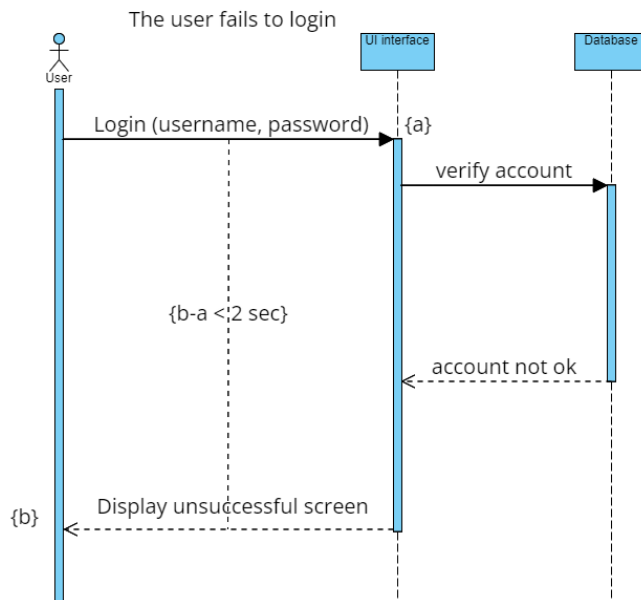 The user fails to login
User
UI interface
Database
Login (username, password)
{a}
verify account
{b-a < 2 sec}
account not ok
Display unsuccessful screen
{b}